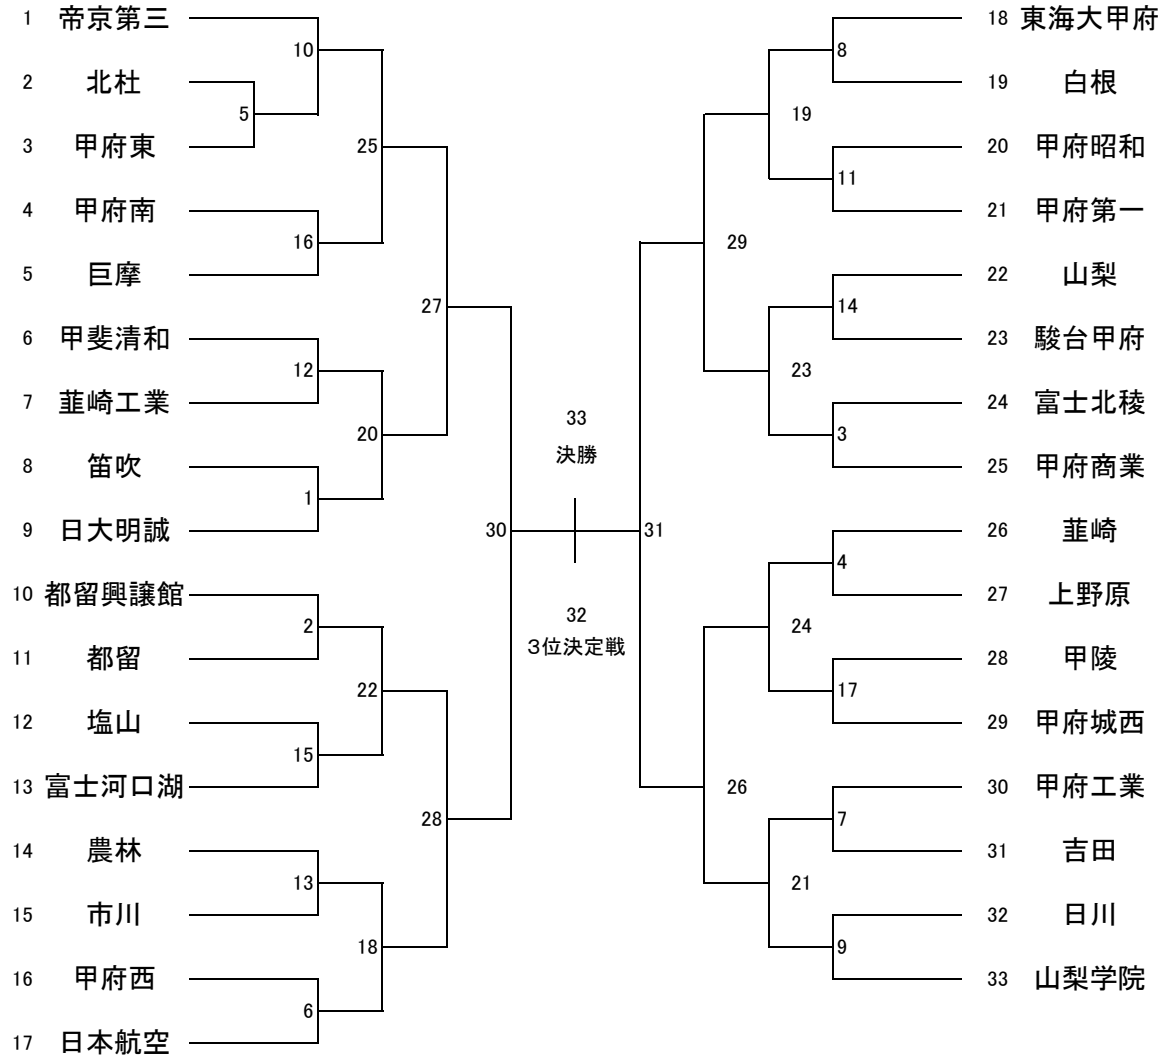 1 帝京第三
10
2 北杜
5
3 甲府東
25
4 甲府南
16
5 巨摩
27
6 甲斐清和
12
7 韮崎工業
20
8 笛吹
1
9 日大明誠
30
10 都留興譲館
2
11 都留
22
12 塩山
15
13 富士河口湖
28
14 農林
13
15 市川
18
16 甲府西
6
17 日本航空
33
決勝
32
3位決定戦
18 東海大甲府
8
19 白根
19
20 甲府昭和
11
21 甲府第一
29
22 山梨
14
23 駿台甲府
23
24 富士北稜
3
25 甲府商業
31
26 韮崎
4
27 上野原
24
28 甲陵
17
29 甲府城西
26
30 甲府工業
7
31 吉田
21
32 日川
9
33 山梨学院